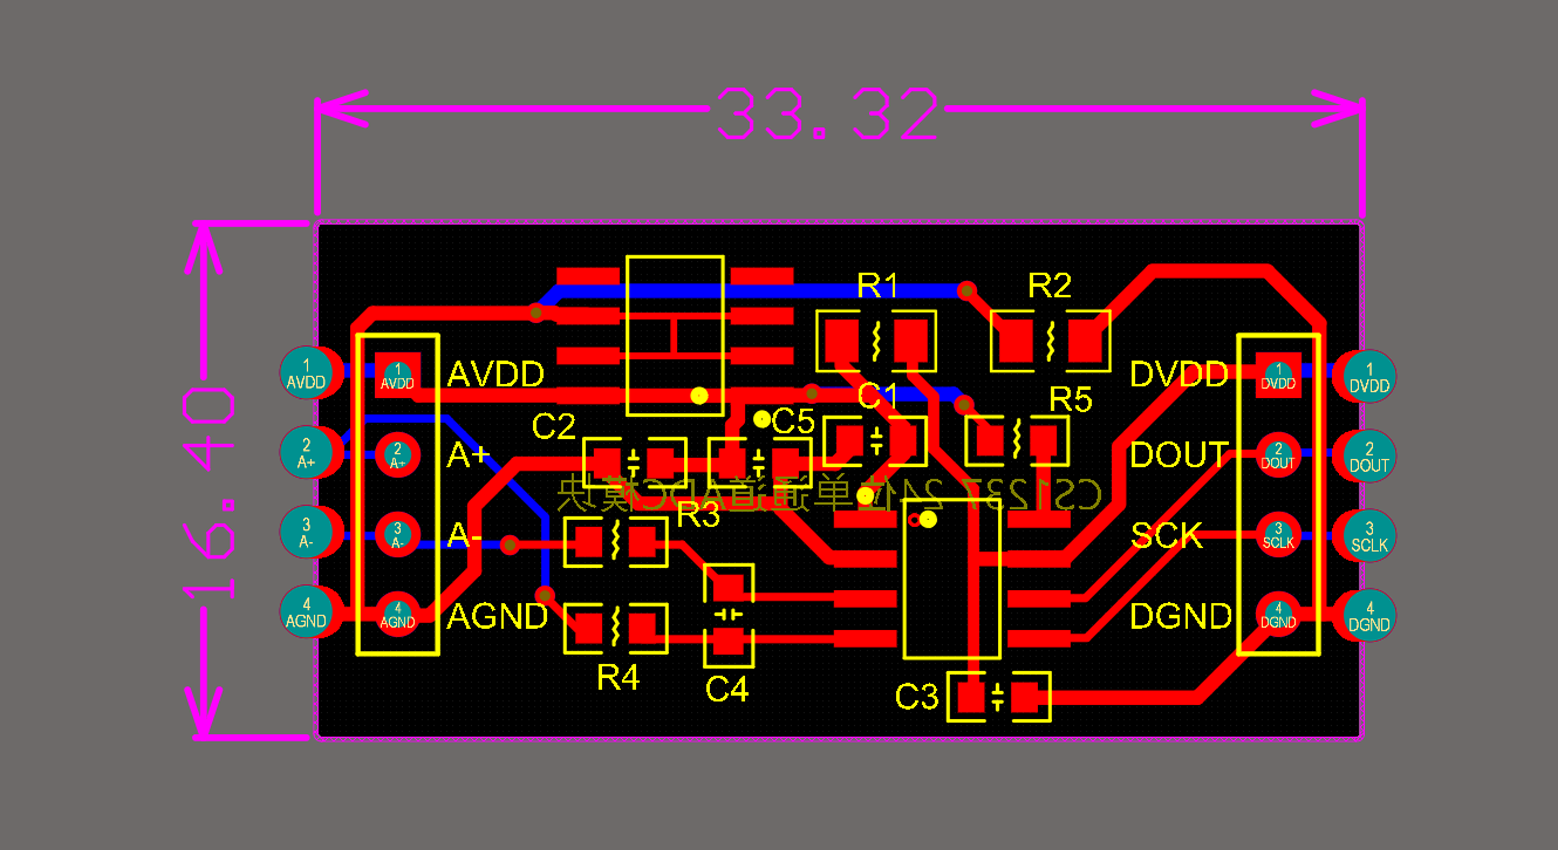 33.32
16.40
R1
R2
1
AVDD
1
AVDD
AVDD
DVDD
1
DVDD
1
DVDD
C1
R5
C2
C5
2
A+
2
A+
A+
DOUT
2
DOUT
2
DOUT
CS1237 24位单通道ADC模块
R3
3
A-
3
A-
A-
SCK
3
SCLK
3
SCLK
4
AGND
4
AGND
AGND
DGND
4
DGND
4
DGND
R4
C4
C3